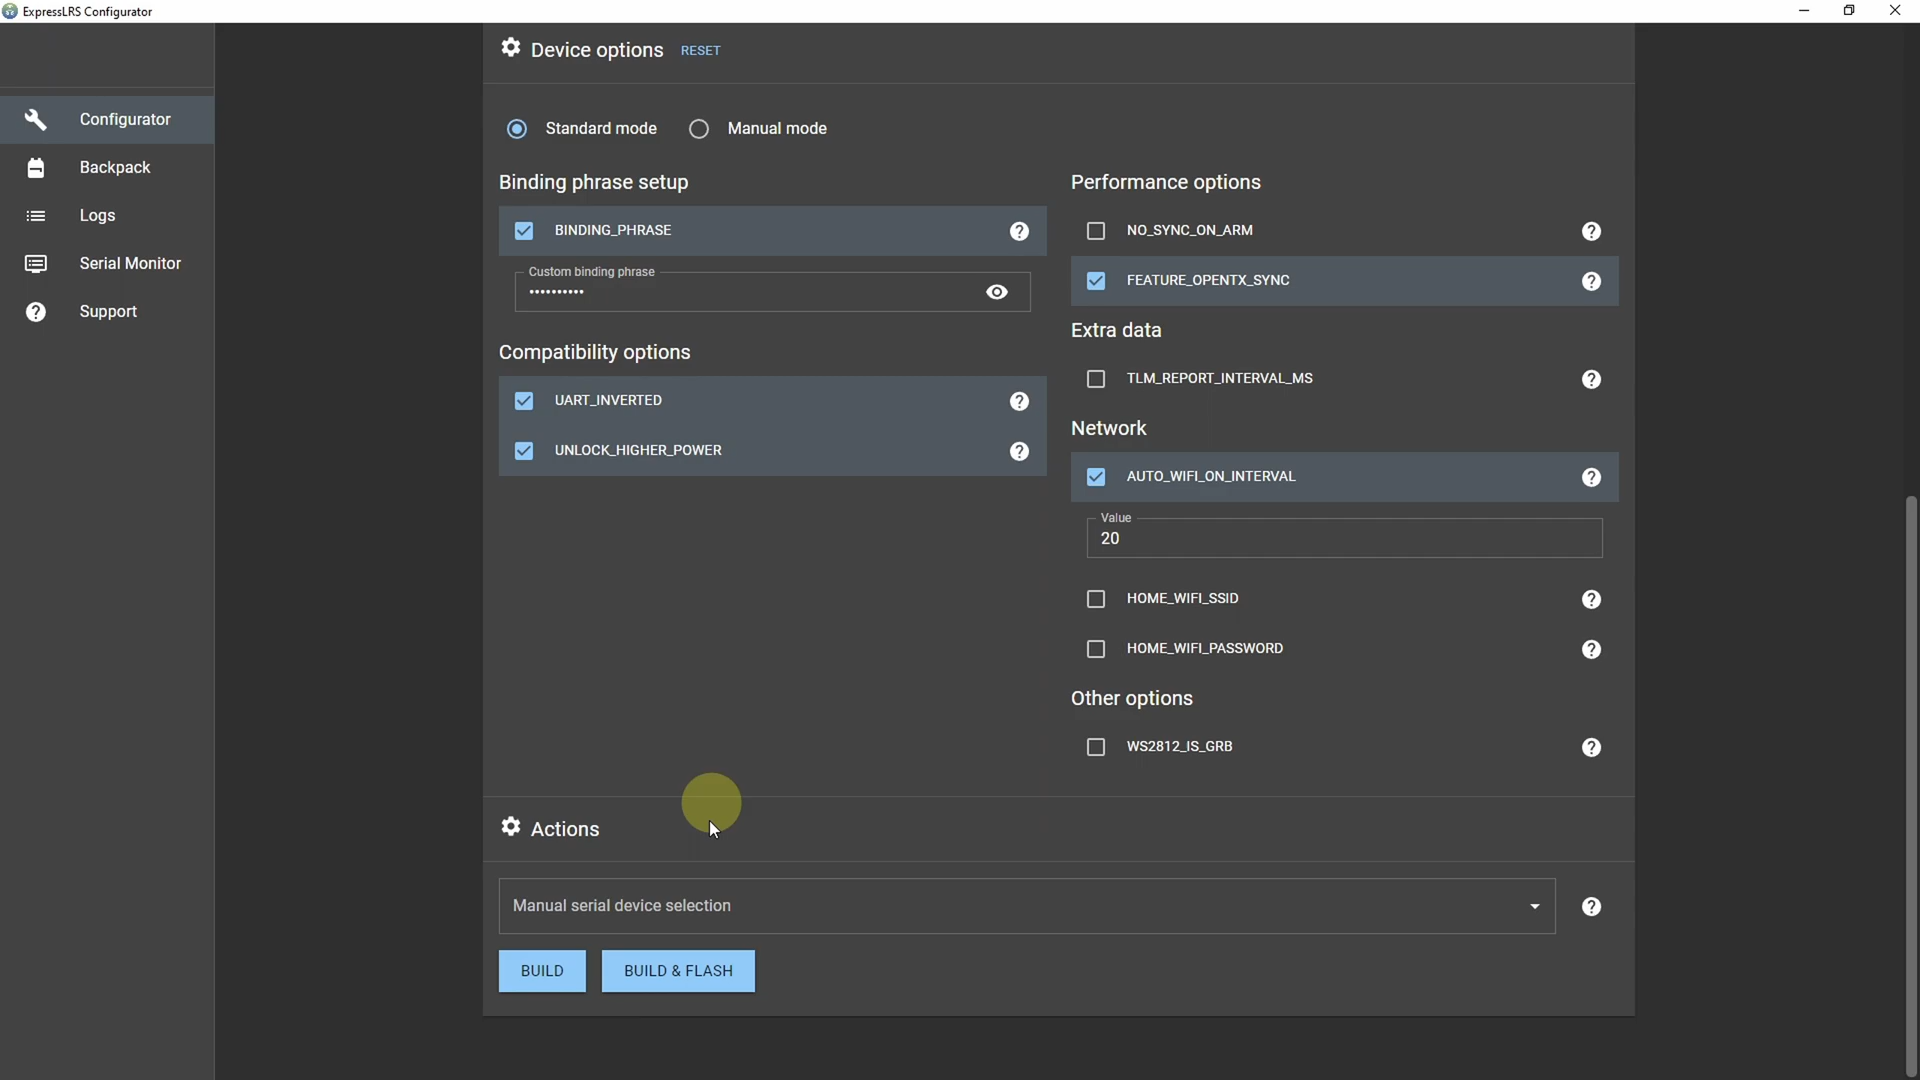 ExpressLRS Configurator
Configurator
Backpack
Logs
Serial Monitor
Support
Device options RESET
Standard mode Manual mode
Binding phrase setup
BINDING_PHRASE
Custom binding phrase
••••••••••
Compatibility options
UART_INVERTED
UNLOCK_HIGHER_POWER
Performance options
NO_SYNC_ON_ARM
FEATURE_OPENTX_SYNC
Extra data
TLM_REPORT_INTERVAL_MS
Network
AUTO_WIFI_ON_INTERVAL
Value
20
HOME_WIFI_SSID
HOME_WIFI_PASSWORD
Other options
WS2812_IS_GRB
Actions
Manual serial device selection
BUILD BUILD & FLASH